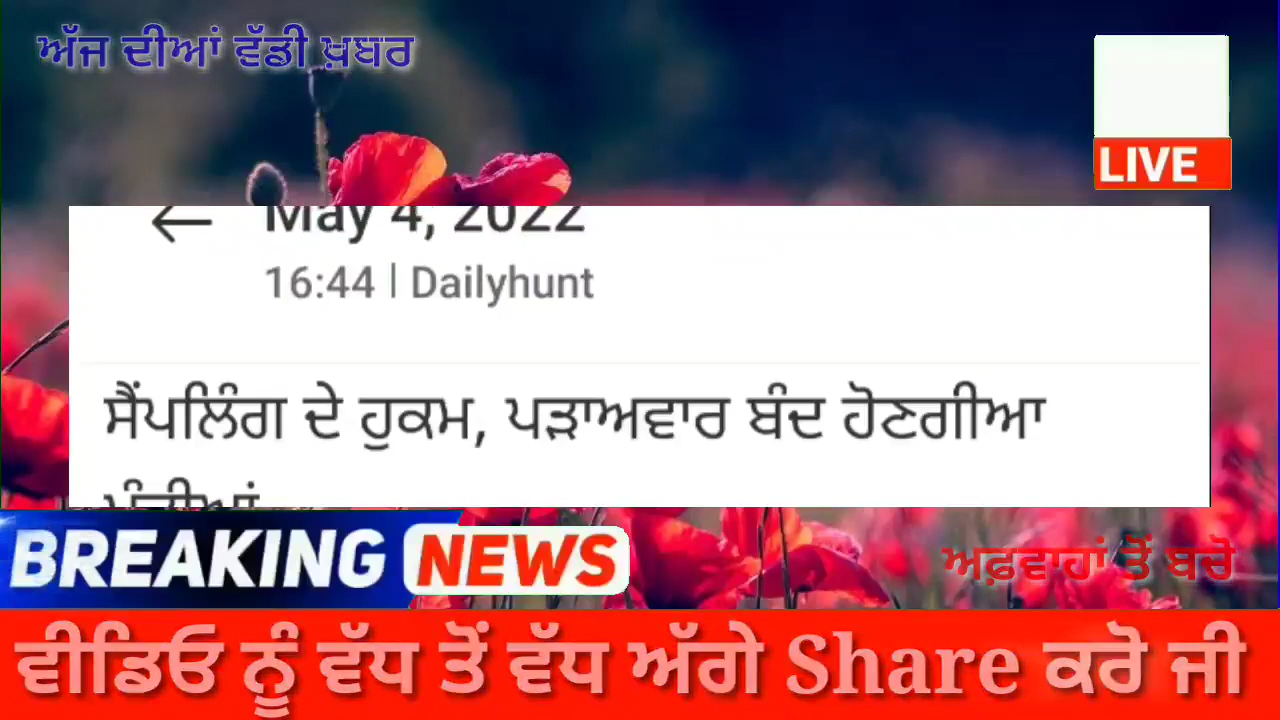 ਅੱਜ ਦੀਆਂ ਵੱਡੀ ਖ਼ਬਰ
LIVE
May 4, 2022
16:44 | Dailyhunt
ਸੈਂਪਲਿੰਗ ਦੇ ਹੁਕਮ, ਪੜਾਅਵਾਰ ਬੰਦ ਹੋਣਗੀਆ
BREAKING NEWS
ਅਫ਼ਵਾਹਾਂ ਤੋਂ ਬਚੋ
ਵੀਡਿਓ ਨੂੰ ਵੱਧ ਤੋਂ ਵੱਧ ਅੱਗੇ Share ਕਰੋ ਜੀ